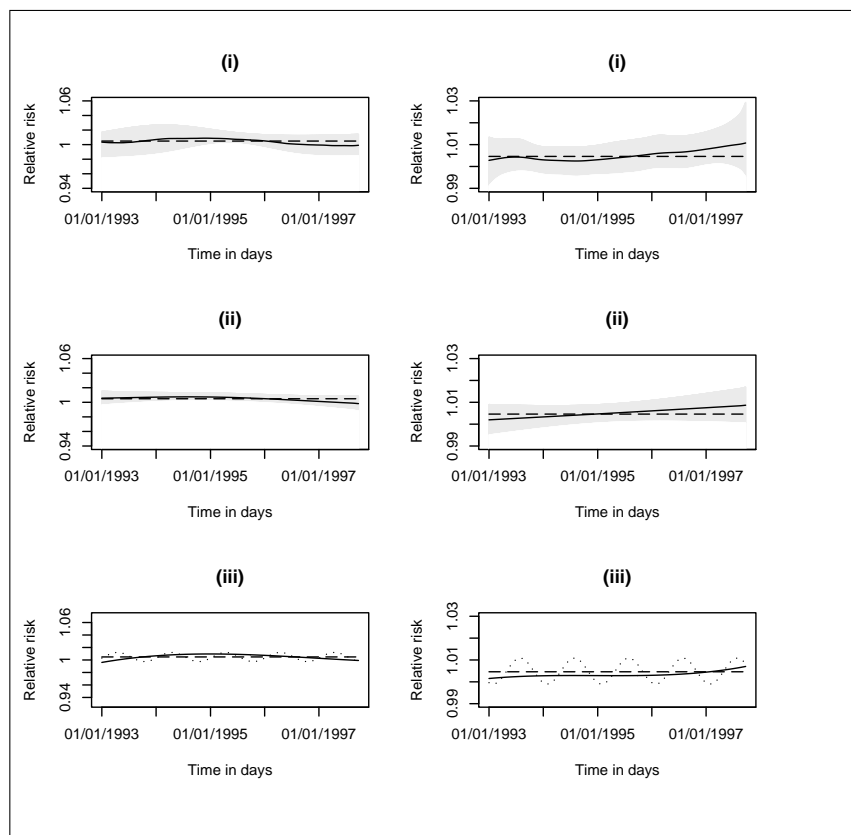 (i)
Relative risk
0.94 1 1.06
01/01/1993 01/01/1995 01/01/1997
Time in days
(i)
Relative risk
0.99 1.01 1.03
01/01/1993 01/01/1995 01/01/1997
Time in days
(ii)
Relative risk
0.94 1 1.06
01/01/1993 01/01/1995 01/01/1997
Time in days
(ii)
Relative risk
0.99 1.01 1.03
01/01/1993 01/01/1995 01/01/1997
Time in days
(iii)
Relative risk
0.94 1 1.06
01/01/1993 01/01/1995 01/01/1997
Time in days
(iii)
Relative risk
0.99 1.01 1.03
01/01/1993 01/01/1995 01/01/1997
Time in days